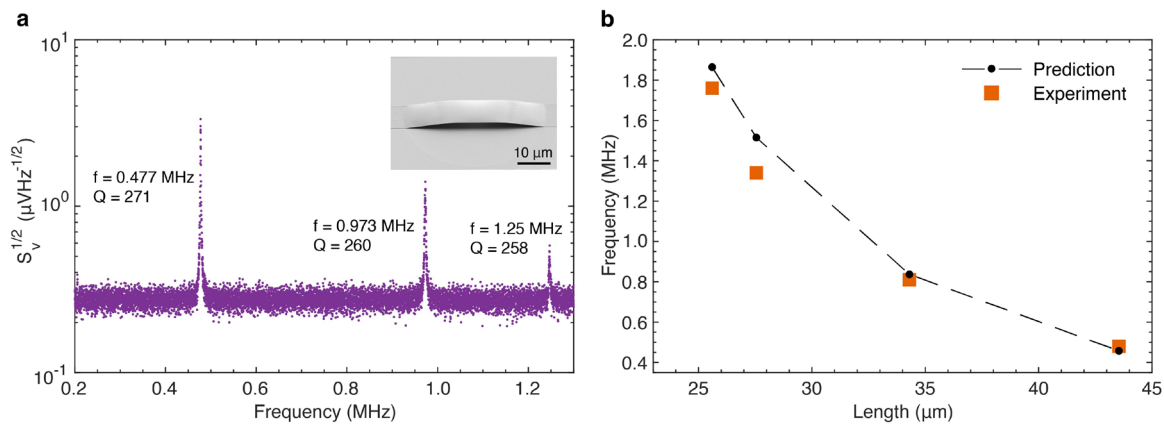 a
10¹
10⁰
10⁻¹
S_v^1/2 (μVHz^-1/2)
f = 0.477 MHz
Q = 271
f = 0.973 MHz
Q = 260
f = 1.25 MHz
Q = 258
10 μm
0.2 0.4 0.6 0.8 1.0 1.2
Frequency (MHz)
b
2.0
1.8
1.6
1.4
1.2
1.0
0.8
0.6
0.4
Frequency (MHz)
Prediction
Experiment
25 30 35 40 45
Length (μm)